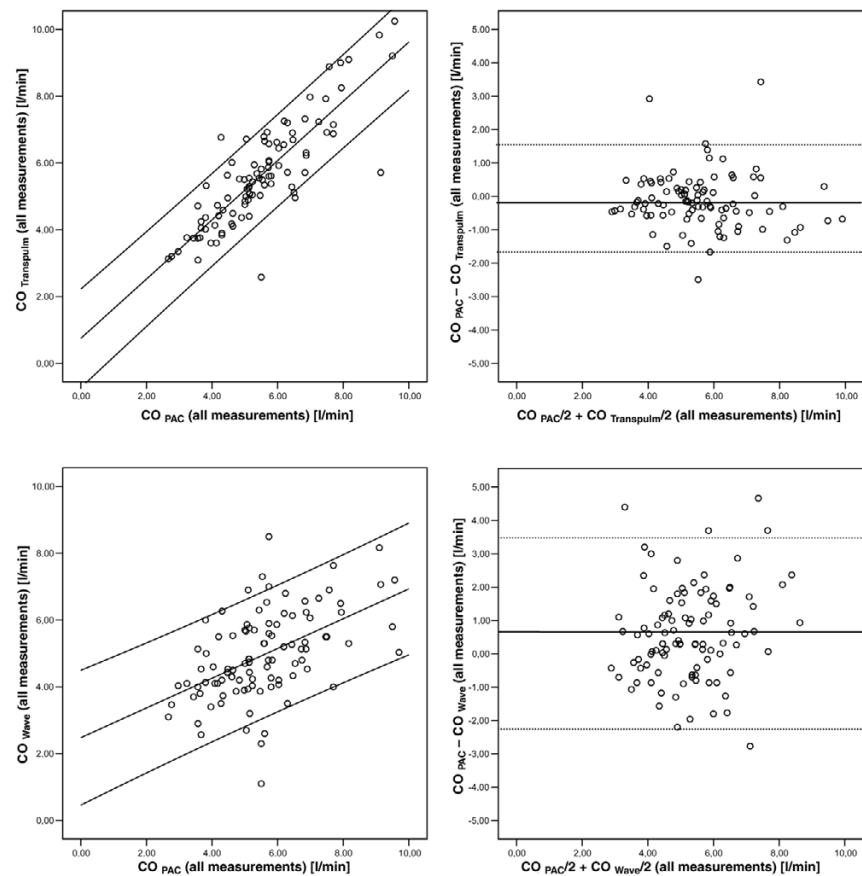 10,00
8,00
6,00
4,00
2,00
0,00
CO Transpulm (all measurements) [l/min]
0,00 2,00 4,00 6,00 8,00 10,00
CO PAC (all measurements) [l/min]
5,00
4,00
3,00
2,00
1,00
0,00
-1,00
-2,00
-3,00
-4,00
-5,00
CO PAC – CO Transpulm (all measurements) [l/min]
0,00 2,00 4,00 6,00 8,00 10,00
CO PAC/2 + CO Transpulm/2 (all measurements) [l/min]
10,00
8,00
6,00
4,00
2,00
0,00
CO Wave (all measurements) [l/min]
0,00 2,00 4,00 6,00 8,00 10,00
CO PAC (all measurements) [l/min]
5,00
4,00
3,00
2,00
1,00
0,00
-1,00
-2,00
-3,00
-4,00
-5,00
CO PAC – CO Wave (all measurements) [l/min]
0,00 2,00 4,00 6,00 8,00 10,00
CO PAC/2 + CO Wave/2 (all measurements) [l/min]